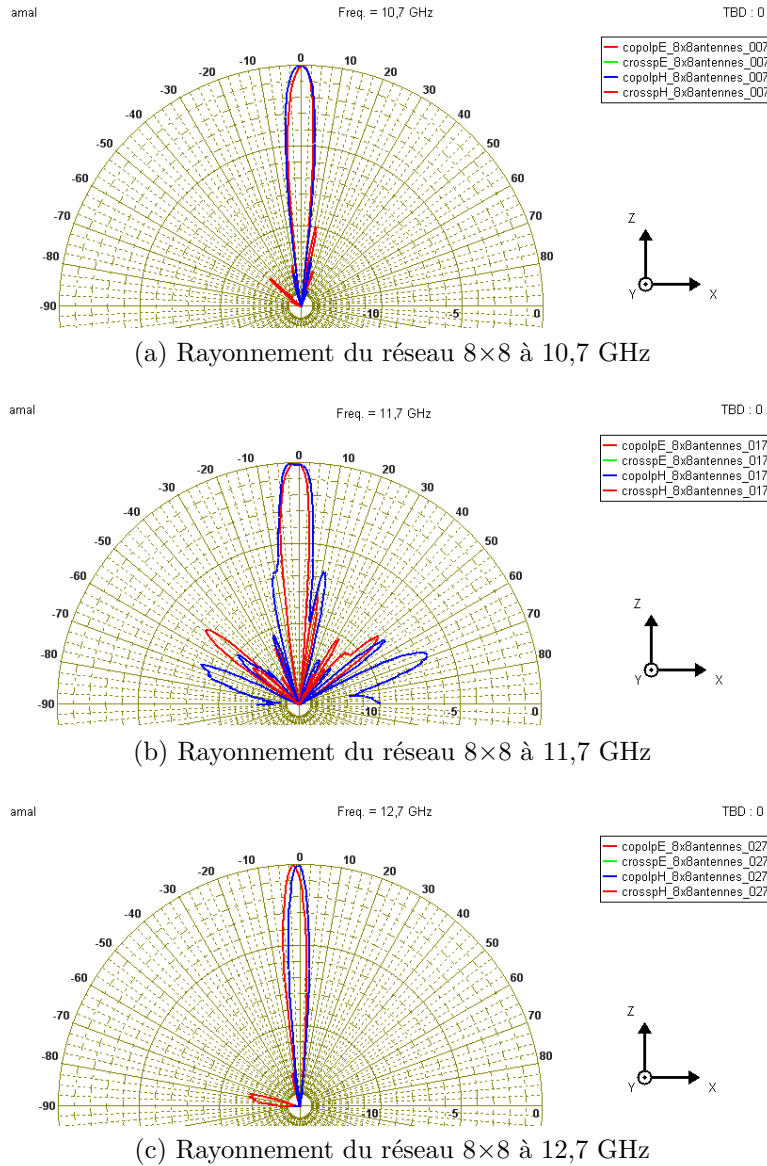 amal Freq. = 10,7 GHz TBD : 0
copolpE_8x8antennes_007
crosspE_8x8antennes_007
copolpH_8x8antennes_007
crosspH_8x8antennes_007
-10 0 10
-20 20
-30 30
-40 40
-50 50
-60 60
-70 70
-80 80
-90 -10 -5 0
Z
Y X
(a) Rayonnement du réseau 8×8 à 10,7 GHz
amal Freq. = 11,7 GHz TBD : 0
copolpE_8x8antennes_017
crosspE_8x8antennes_017
copolpH_8x8antennes_017
crosspH_8x8antennes_017
-10 0 10
-20 20
-30 30
-40 40
-50 50
-60 60
-70 70
-80 80
-90 -10 -5 0
Z
Y X
(b) Rayonnement du réseau 8×8 à 11,7 GHz
amal Freq. = 12,7 GHz TBD : 0
copolpE_8x8antennes_027
crosspE_8x8antennes_027
copolpH_8x8antennes_027
crosspH_8x8antennes_027
-10 0 10
-20 20
-30 30
-40 40
-50 50
-60 60
-70 70
-80 80
-90 -10 -5 0
Z
Y X
(c) Rayonnement du réseau 8×8 à 12,7 GHz